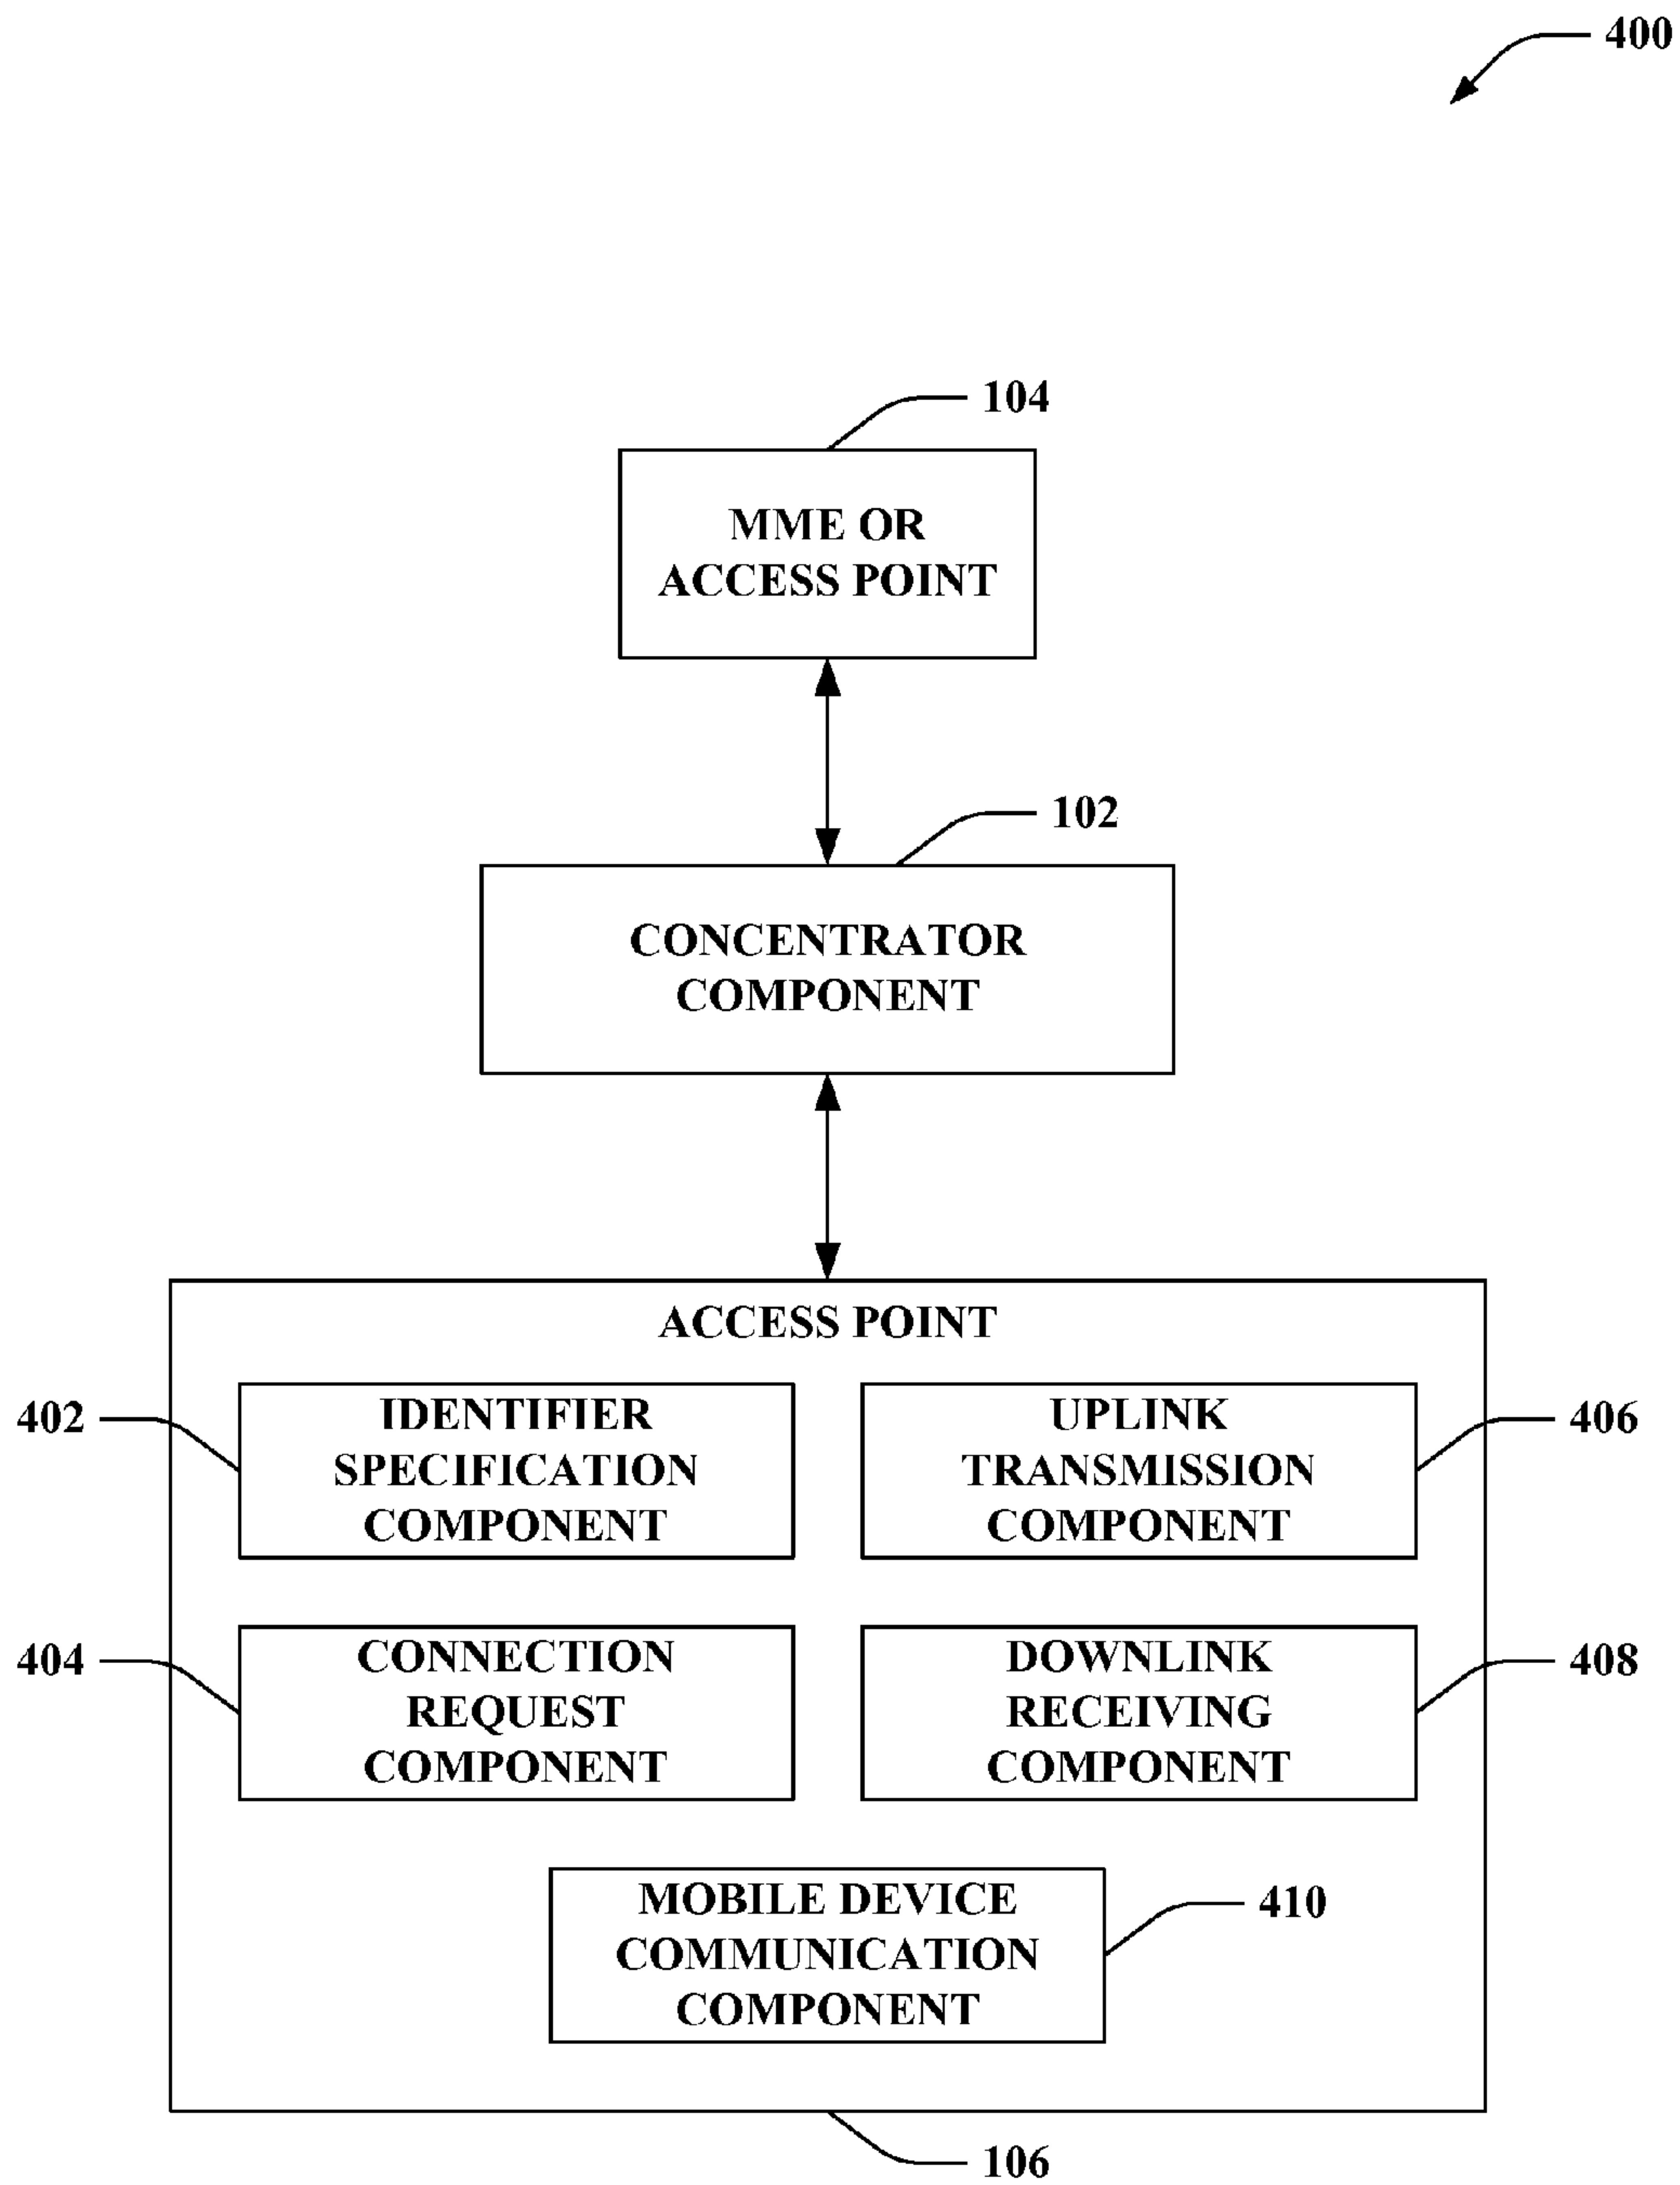 400
104
MME OR
ACCESS POINT
102
CONCENTRATOR
COMPONENT
ACCESS POINT
402
IDENTIFIER
SPECIFICATION
COMPONENT
UPLINK
TRANSMISSION
COMPONENT
406
404
CONNECTION
REQUEST
COMPONENT
DOWNLINK
RECEIVING
COMPONENT
408
MOBILE DEVICE
COMMUNICATION
COMPONENT
410
106